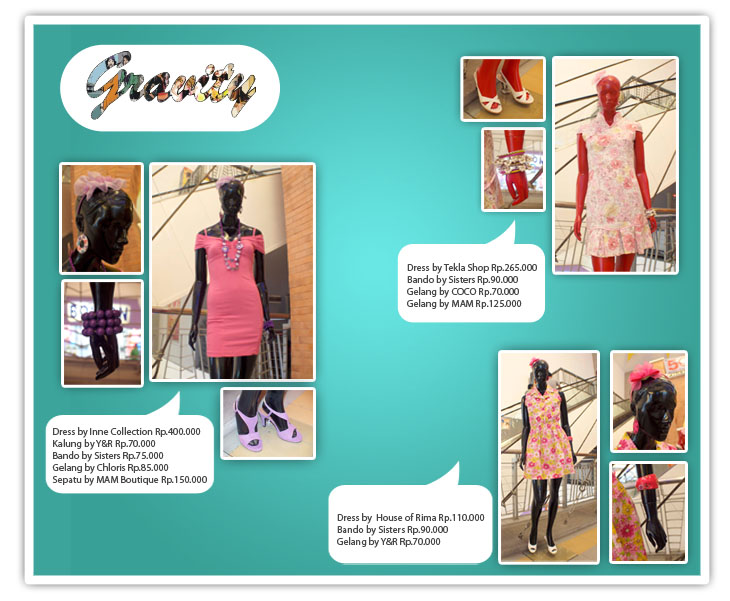 Gravity
Dress by Tekla Shop Rp.265.000
Bando by Sisters Rp.90.000
Gelang by COCO Rp.70.000
Gelang by MAM Rp.125.000
Dress by Inne Collection Rp.400.000
Kalung by Y&R Rp.70.000
Bando by Sisters Rp.75.000
Gelang by Chloris Rp.85.000
Sepatu by MAM Boutique Rp.150.000
Dress by  House of Rima Rp.110.000
Bando by Sisters Rp.90.000
Gelang by Y&R Rp.70.000